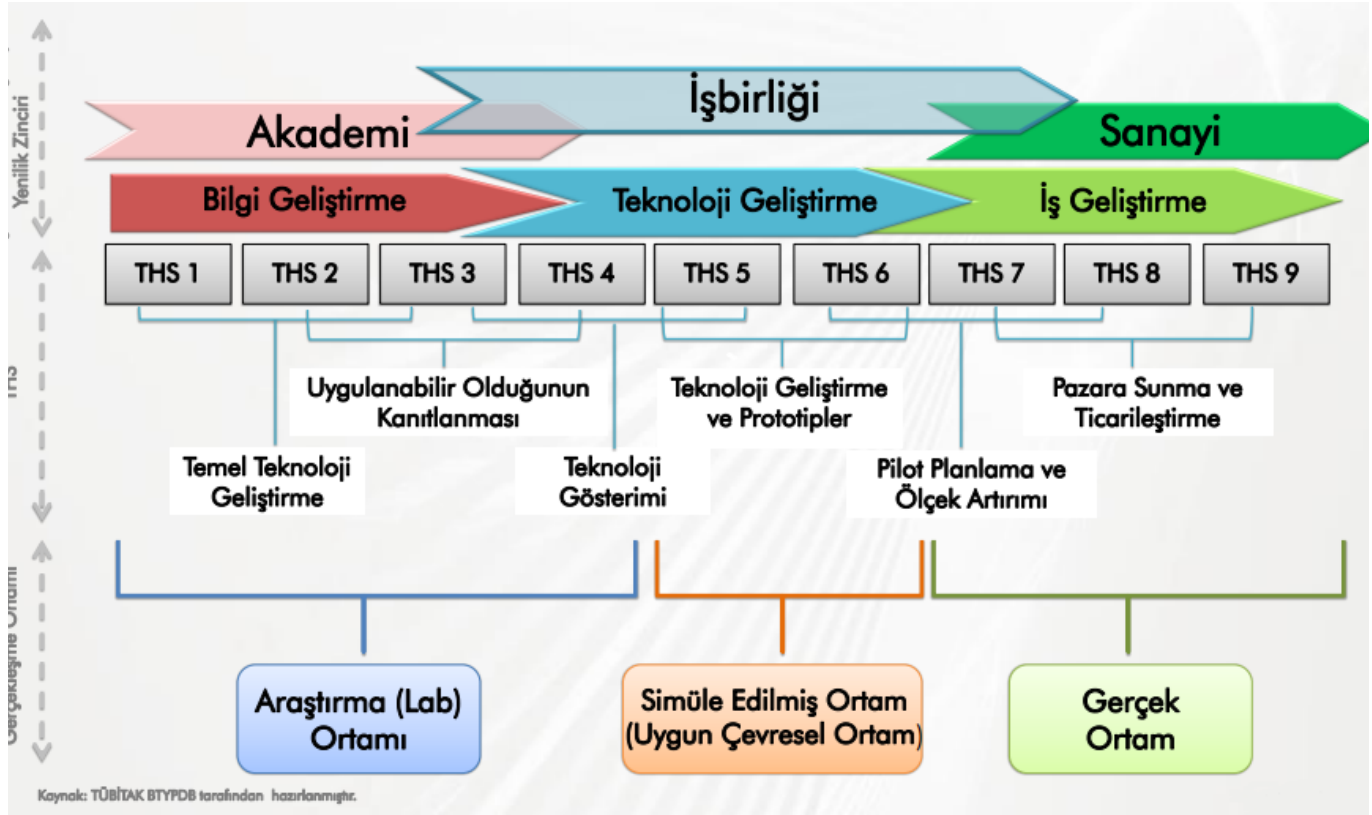 Yenilik Zinciri
İşbirliği
Akademi
Sanayi
Bilgi Geliştirme
Teknoloji Geliştirme
İş Geliştirme
THS 1
THS 2
THS 3
THS 4
THS 5
THS 6
THS 7
THS 8
THS 9
THS
Uygulanabilir Olduğunun
Kanıtlanması
Teknoloji Geliştirme
ve Prototipler
Pazara Sunma ve
Ticarileştirme
Temel Teknoloji
Geliştirme
Teknoloji
Gösterimi
Pilot Planlama ve
Ölçek Artırımı
Gerçekleşme Ortamı
Araştırma (Lab)
Ortamı
Simüle Edilmiş Ortam
(Uygun Çevresel Ortam)
Gerçek
Ortam
Kaynak: TÜBİTAK BTYPDB tarafından hazırlanmıştır.